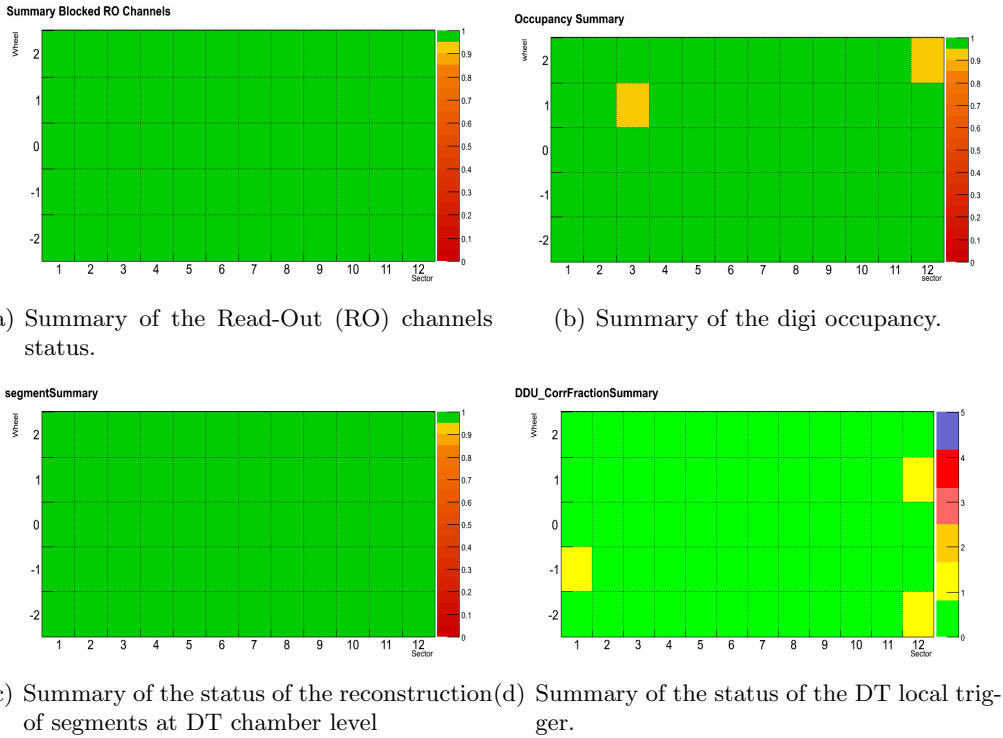 Summary Blocked RO Channels
Wheel
2
1
0
-1
-2
1 2 3 4 5 6 7 8 9 10 11 12
Sector
1
0.9
0.8
0.7
0.6
0.5
0.4
0.3
0.2
0.1
0
) Summary of the Read-Out (RO) channels
status.
Occupancy Summary
wheel
2
1
0
-1
-2
1 2 3 4 5 6 7 8 9 10 11 12
sector
1
0.9
0.8
0.7
0.6
0.5
0.4
0.3
0.2
0.1
0
(b) Summary of the digi occupancy.
segmentSummary
Wheel
2
1
0
-1
-2
1 2 3 4 5 6 7 8 9 10 11 12
Sector
1
0.9
0.8
0.7
0.6
0.5
0.4
0.3
0.2
0.1
0
) Summary of the status of the reconstruction
of segments at DT chamber level
DDU_CorrFractionSummary
Wheel
2
1
0
-1
-2
1 2 3 4 5 6 7 8 9 10 11 12
Sector
5
4
3
2
1
0
(d) Summary of the status of the DT local trig-
ger.